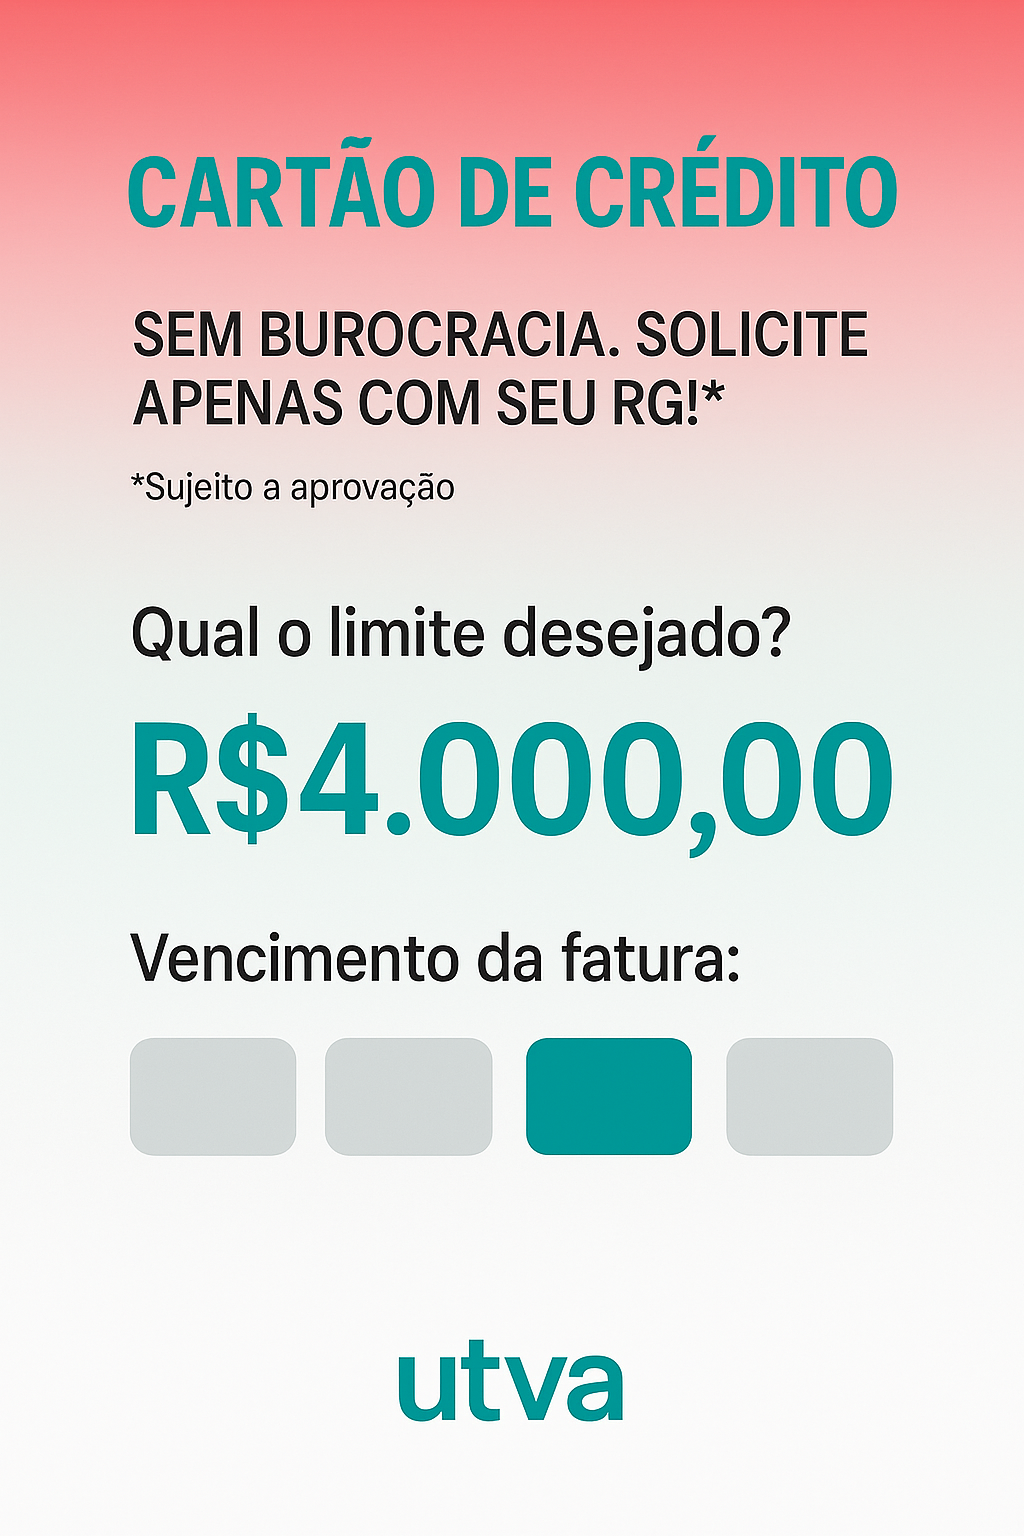 CARTÃO DE CRÉDITO
SEM BUROCRACIA. SOLICITE
APENAS COM SEU RG!*
*Sujeito a aprovação
Qual o limite desejado?
R$4.000,00
Vencimento da fatura:
utva